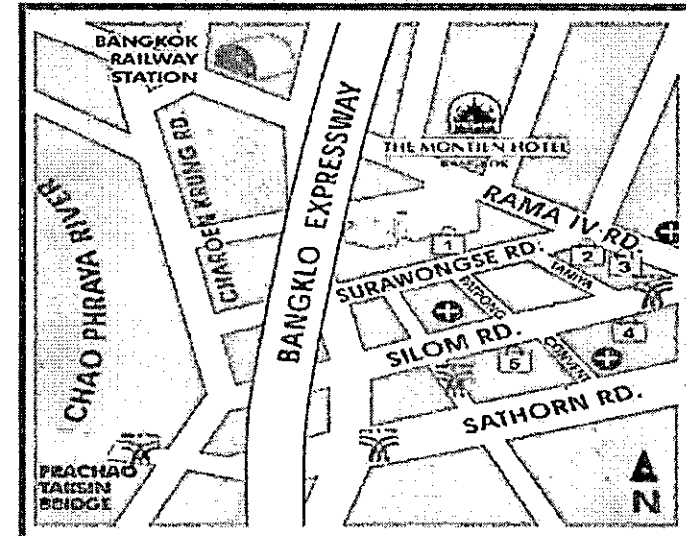 BANGKOK
RAILWAY
STATION
THE MONTIEN HOTEL
BANGKOK
CHAROEN KRUNG RD.
BANGKLO EXPRESSWAY
CHAO PHRAYA RIVER
RAMA IV RD.
1
2
3
SURAWONGSE RD.
TANIYA
PATPONG
SILOM RD.
4
5
CONVENT
SATHORN RD.
PRACHAO
TAKSIN
BRIDGE
N